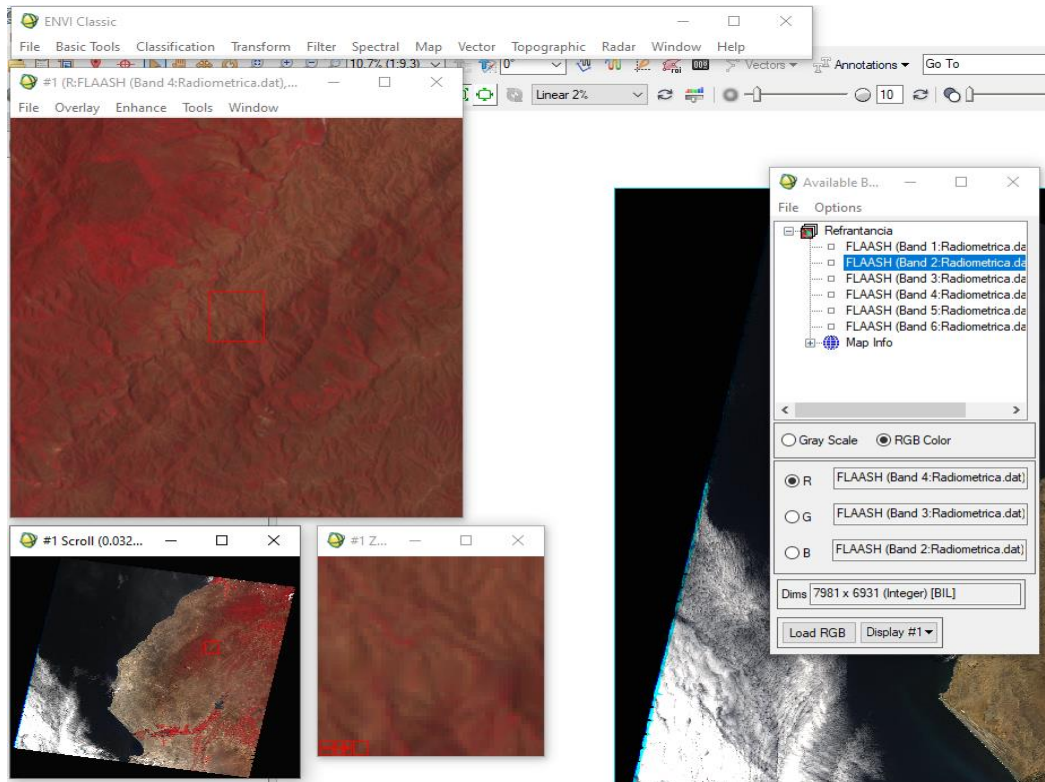 ENVI Classic
File Basic Tools Classification Transform Filter Spectral Map Vector Topographic Radar Window Help
10.7% (1:9.3) 0° Vectors Annotations Go To
#1 (R:FLAASH (Band 4:Radiometrica.dat),...
File Overlay Enhance Tools Window
Linear 2% 10
Available B...
File Options
Refrantancia
FLAASH (Band 1:Radiometrica.da
FLAASH (Band 2:Radiometrica.da
FLAASH (Band 3:Radiometrica.da
FLAASH (Band 4:Radiometrica.da
FLAASH (Band 5:Radiometrica.da
FLAASH (Band 6:Radiometrica.da
Map Info
Gray Scale RGB Color
R FLAASH (Band 4:Radiometrica.dat)
G FLAASH (Band 3:Radiometrica.dat)
B FLAASH (Band 2:Radiometrica.dat)
Dims 7981 x 6931 (Integer) [BIL]
Load RGB Display #1
#1 Scroll (0.032...
#1 Z...